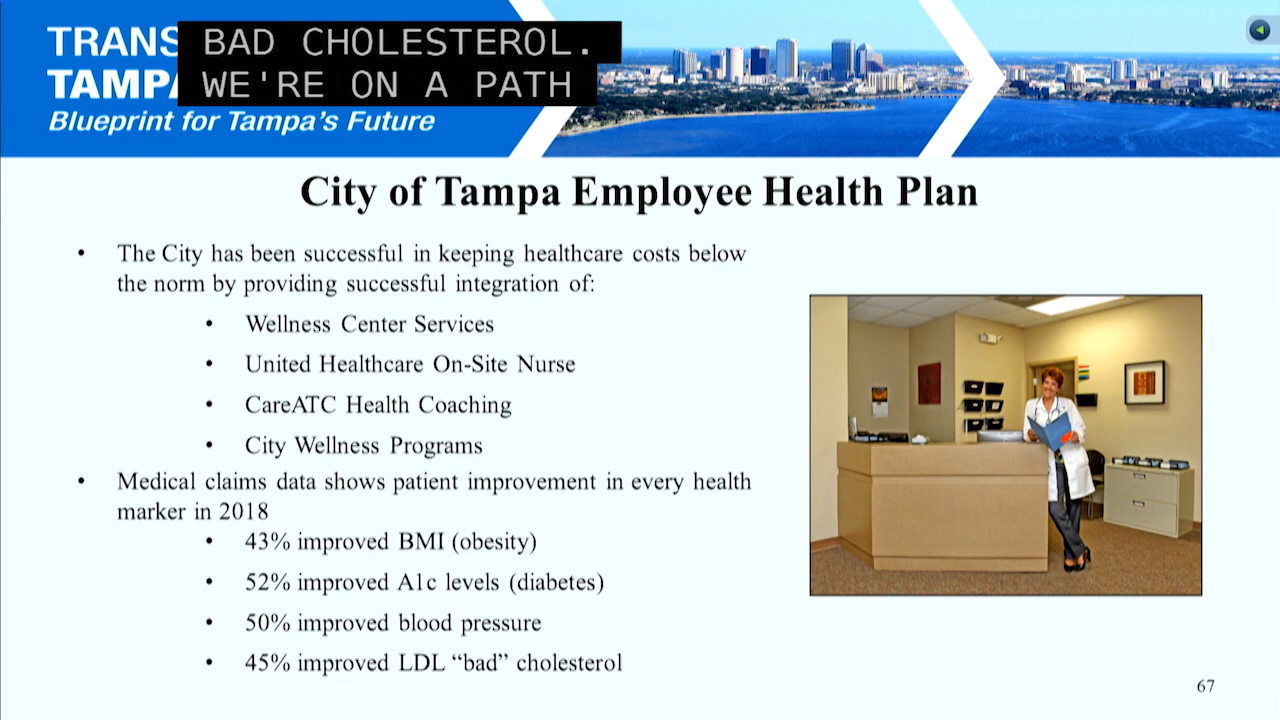 TRANS
TAMPA
BAD CHOLESTEROL.
WE'RE ON A PATH
Blueprint for Tampa's Future
City of Tampa Employee Health Plan
• The City has been successful in keeping healthcare costs below
the norm by providing successful integration of:
• Wellness Center Services
• United Healthcare On-Site Nurse
• CareATC Health Coaching
• City Wellness Programs
• Medical claims data shows patient improvement in every health
marker in 2018
• 43% improved BMI (obesity)
• 52% improved A1c levels (diabetes)
• 50% improved blood pressure
• 45% improved LDL “bad” cholesterol
67